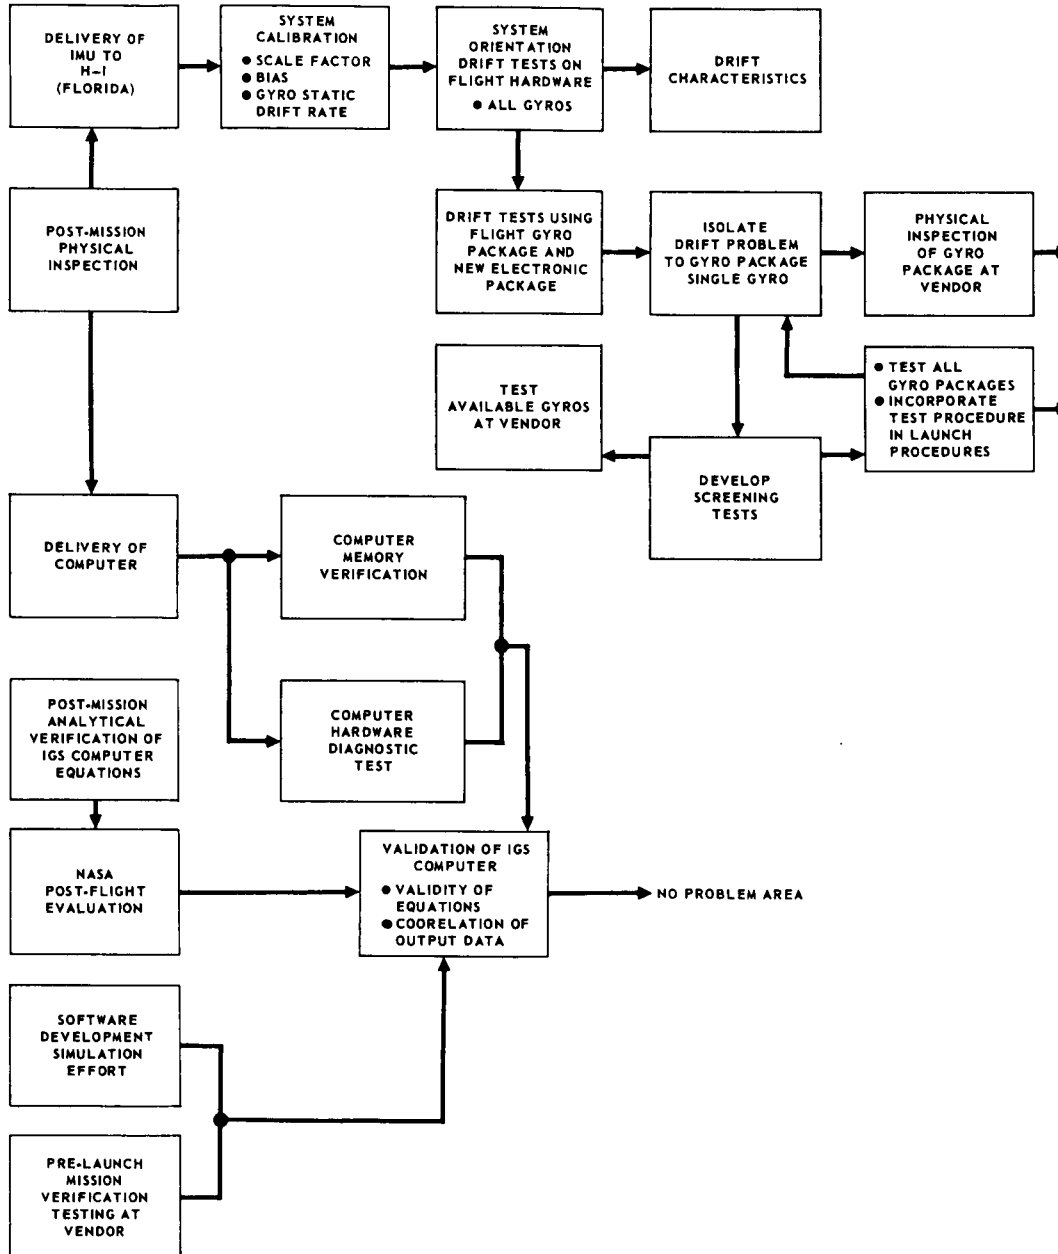 DELIVERY OF
IMU TO
H-I
(FLORIDA)
SYSTEM
CALIBRATION
● SCALE FACTOR
● BIAS
● GYRO STATIC
DRIFT RATE
SYSTEM
ORIENTATION
DRIFT TESTS ON
FLIGHT HARDWARE
● ALL GYROS
DRIFT
CHARACTERISTICS
POST-MISSION
PHYSICAL
INSPECTION
DRIFT TESTS USING
FLIGHT GYRO
PACKAGE AND
NEW ELECTRONIC
PACKAGE
ISOLATE
DRIFT PROBLEM
TO GYRO PACKAGE
SINGLE GYRO
PHYSICAL
INSPECTION
OF GYRO
PACKAGE AT
VENDOR
TEST
AVAILABLE GYROS
AT VENDOR
● TEST ALL
GYRO PACKAGES
● INCORPORATE
TEST PROCEDURE
IN LAUNCH
PROCEDURES
DEVELOP
SCREENING
TESTS
DELIVERY OF
COMPUTER
COMPUTER
MEMORY
VERIFICATION
POST-MISSION
ANALYTICAL
VERIFICATION OF
IGS COMPUTER
EQUATIONS
COMPUTER
HARDWARE
DIAGNOSTIC
TEST
NASA
POST-FLIGHT
EVALUATION
VALIDATION OF IGS
COMPUTER
● VALIDITY OF
EQUATIONS
● COORELATION OF
OUTPUT DATA
NO PROBLEM AREA
SOFTWARE
DEVELOPMENT
SIMULATION
EFFORT
PRE-LAUNCH
MISSION
VERIFICATION
TESTING AT
VENDOR